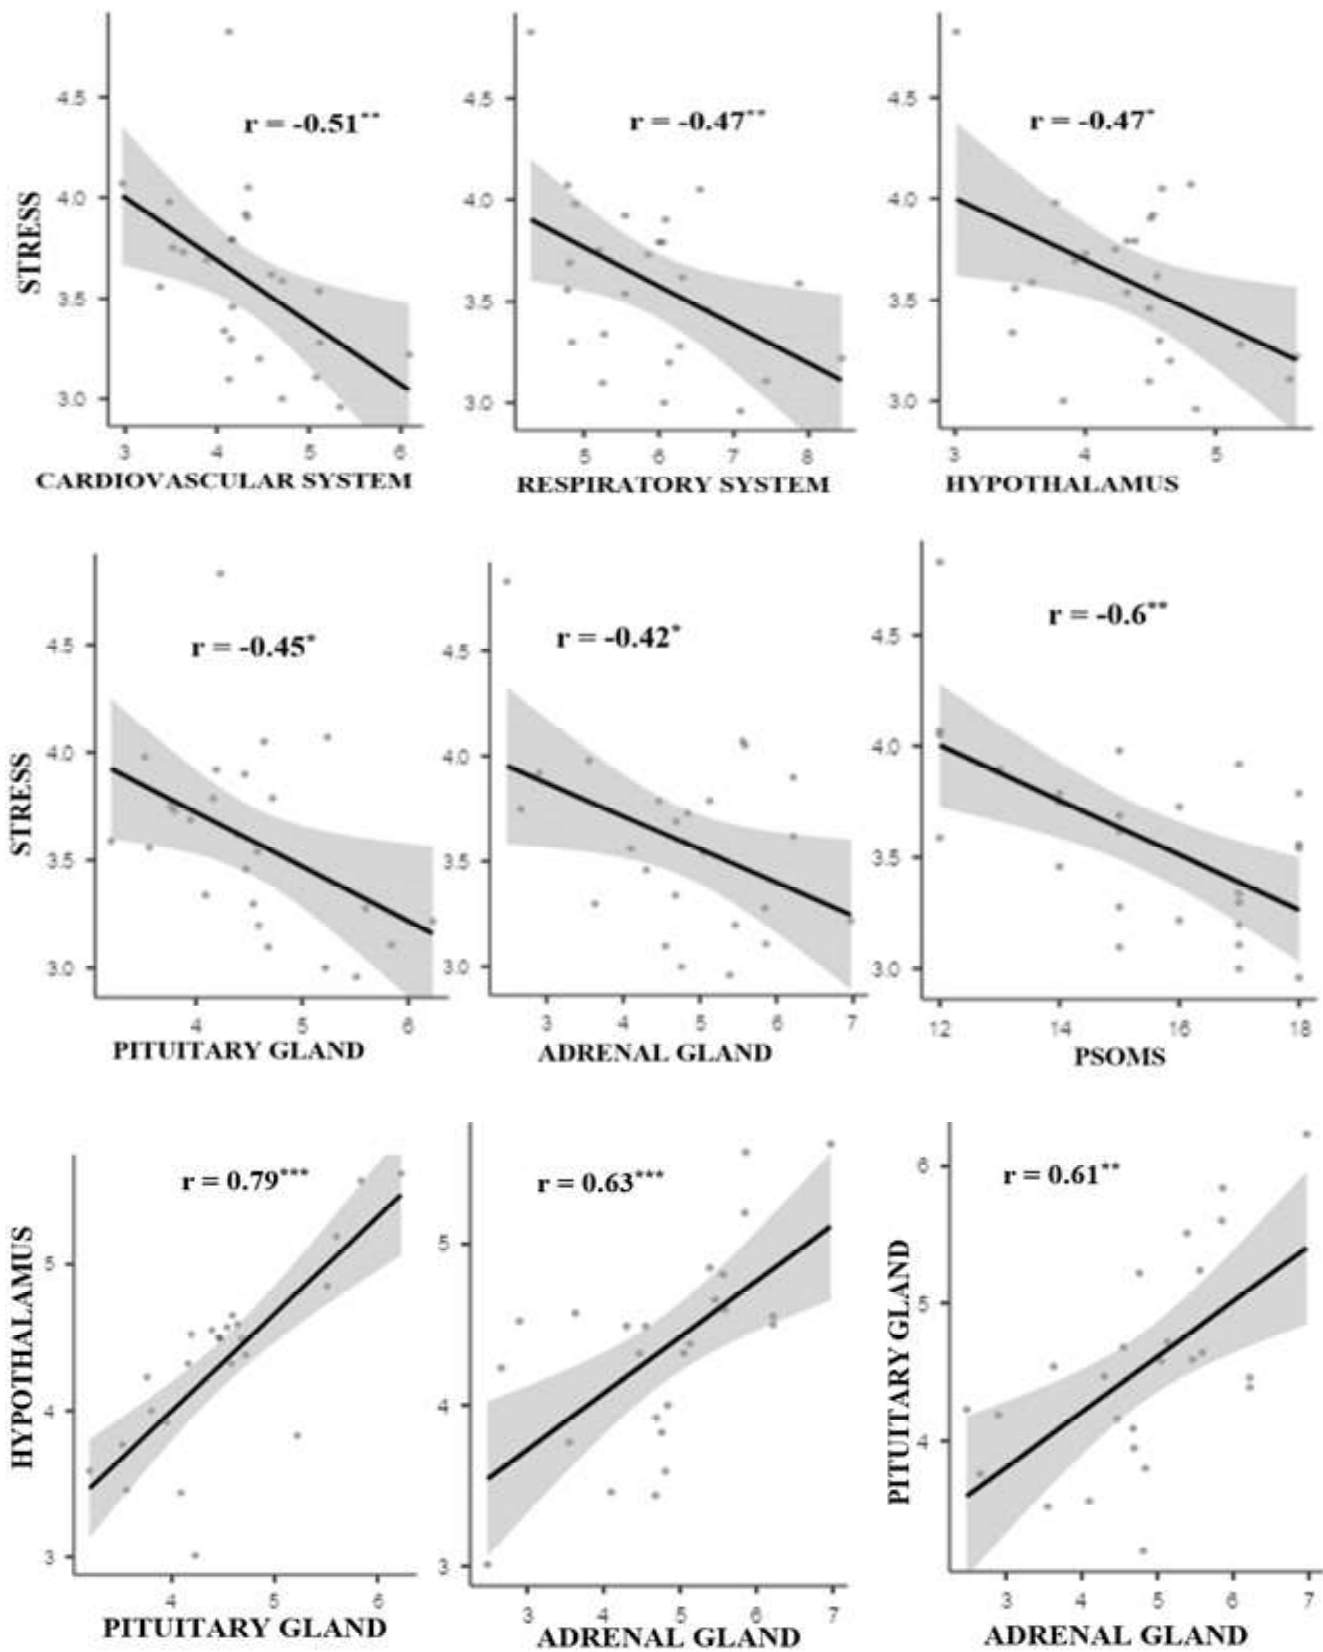 4.5
4.0
3.5
3.0
STRESS
r = -0.51**
3 4 5 6
CARDIOVASCULAR SYSTEM
4.5
4.0
3.5
3.0
r = -0.47**
5 6 7 8
RESPIRATORY SYSTEM
4.5
4.0
3.5
3.0
r = -0.47*
3 4 5
HYPOTHALAMUS
4.5
4.0
3.5
3.0
STRESS
r = -0.45*
4 5 6
PITUITARY GLAND
4.5
4.0
3.5
3.0
r = -0.42*
3 4 5 6 7
ADRENAL GLAND
4.5
4.0
3.5
3.0
r = -0.6**
12 14 16 18
PSOMS
HYPOTHALAMUS
5
4
3
r = 0.79***
4 5 6
PITUITARY GLAND
5
4
3
r = 0.63***
3 4 5 6 7
ADRENAL GLAND
PITUITARY GLAND
6
5
4
r = 0.61**
3 4 5 6 7
ADRENAL GLAND